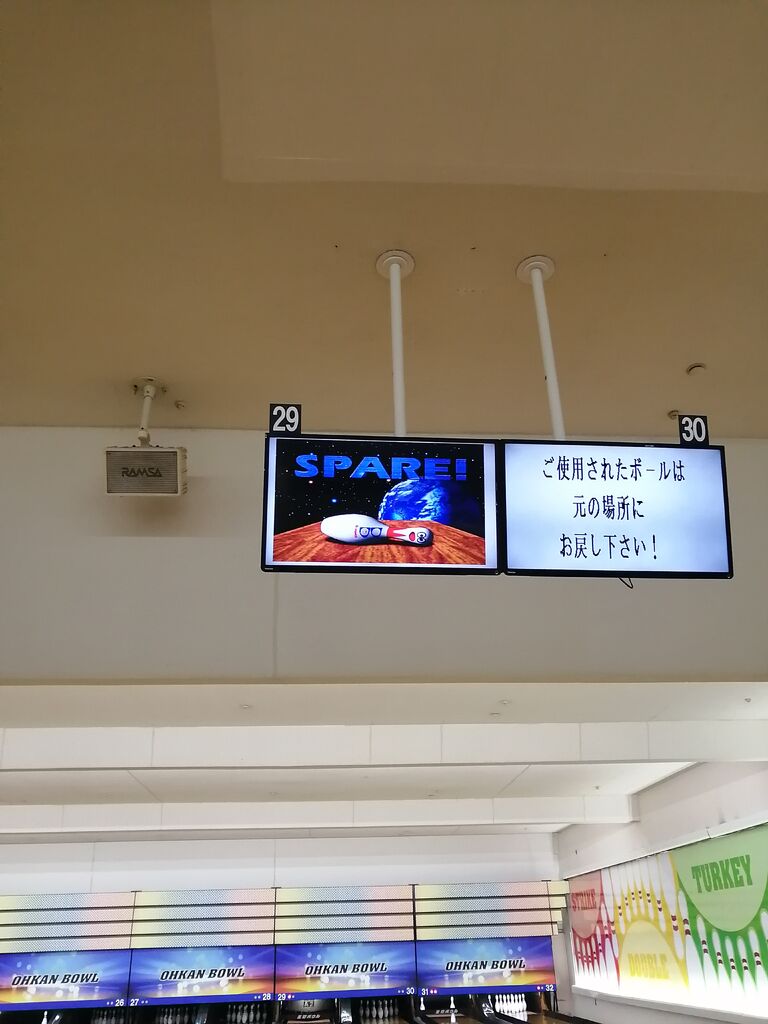 29
30
SPARE!
ご使用されたボールは
元の場所に
お戻し下さい!
RAMSA
STRIKE
DOUBLE
TURKEY
OHKAN BOWL
OHKAN BOWL
OHKAN BOWL
OHKAN BOWL
26 27
28 29
30 31
32